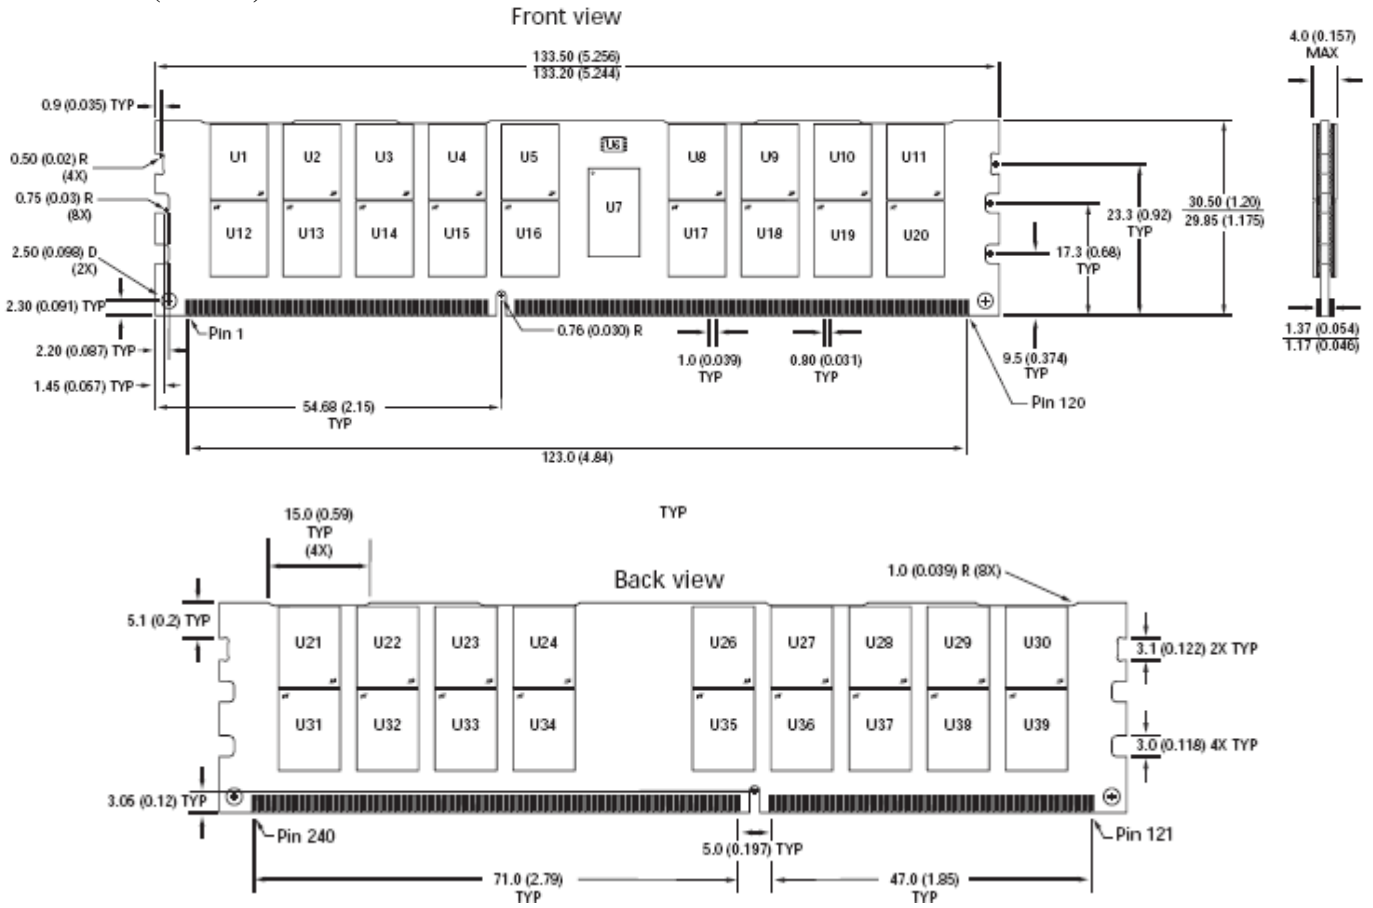 Front view
133.50 (5.256)
133.20 (5.244)
4.0 (0.157)
MAX
0.9 (0.035) TYP
0.50 (0.02) R
(4X)
0.75 (0.03) R
(8X)
2.50 (0.098) D
(2X)
2.30 (0.091) TYP
2.20 (0.087) TYP
1.45 (0.057) TYP
U1 U2 U3 U4 U5 U6 U8 U9 U10 U11
U7
U12 U13 U14 U15 U16 U17 U18 U19 U20
23.3 (0.92)
TYP
17.3 (0.68)
TYP
30.50 (1.20)
29.85 (1.175)
Pin 1
0.76 (0.030) R
1.0 (0.039)
TYP
0.80 (0.031)
TYP
9.5 (0.374)
TYP
1.37 (0.054)
1.17 (0.046)
Pin 120
54.68 (2.15)
TYP
123.0 (4.84)
TYP
15.0 (0.59)
TYP
(4X)
Back view
1.0 (0.039) R (8X)
5.1 (0.2) TYP
U21 U22 U23 U24 U26 U27 U28 U29 U30
3.1 (0.122) 2X TYP
U31 U32 U33 U34 U35 U36 U37 U38 U39
3.0 (0.118) 4X TYP
3.05 (0.12) TYP
Pin 240
Pin 121
5.0 (0.197) TYP
71.0 (2.79)
TYP
47.0 (1.85)
TYP